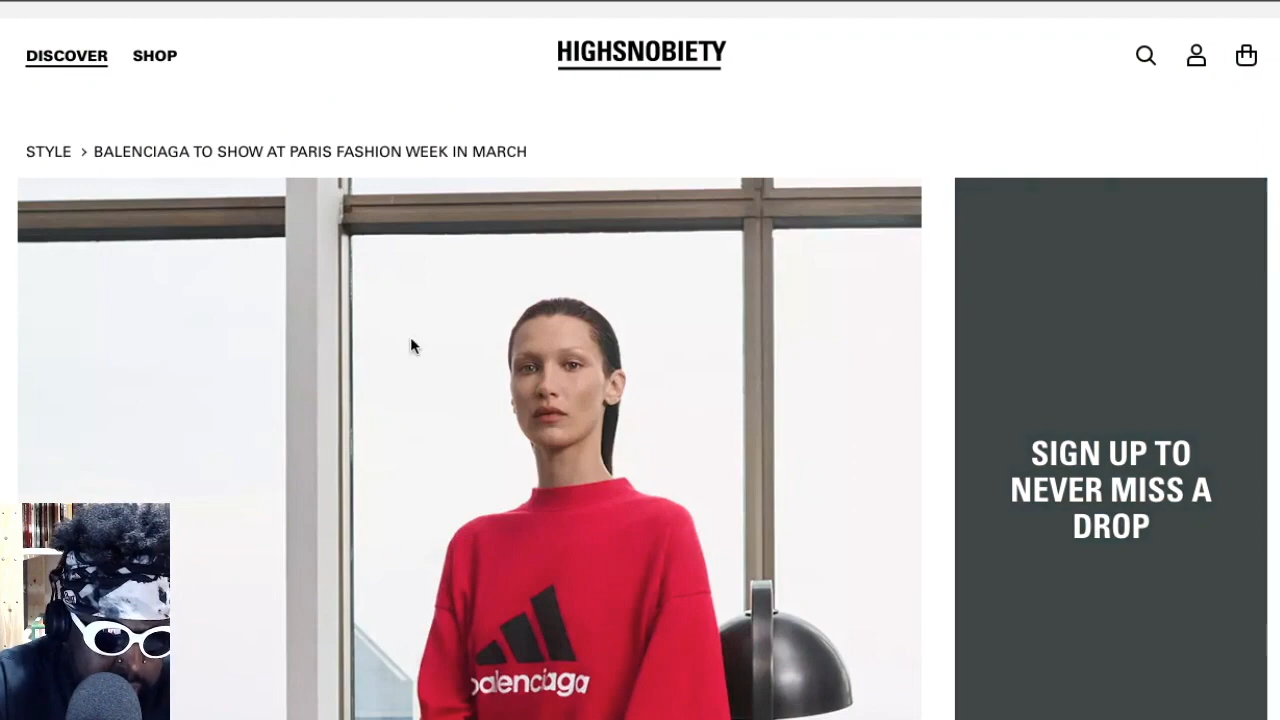 DISCOVER SHOP HIGHSNOBIETY
STYLE > BALENCIAGA TO SHOW AT PARIS FASHION WEEK IN MARCH
SIGN UP TO
NEVER MISS A
DROP
balenciaga